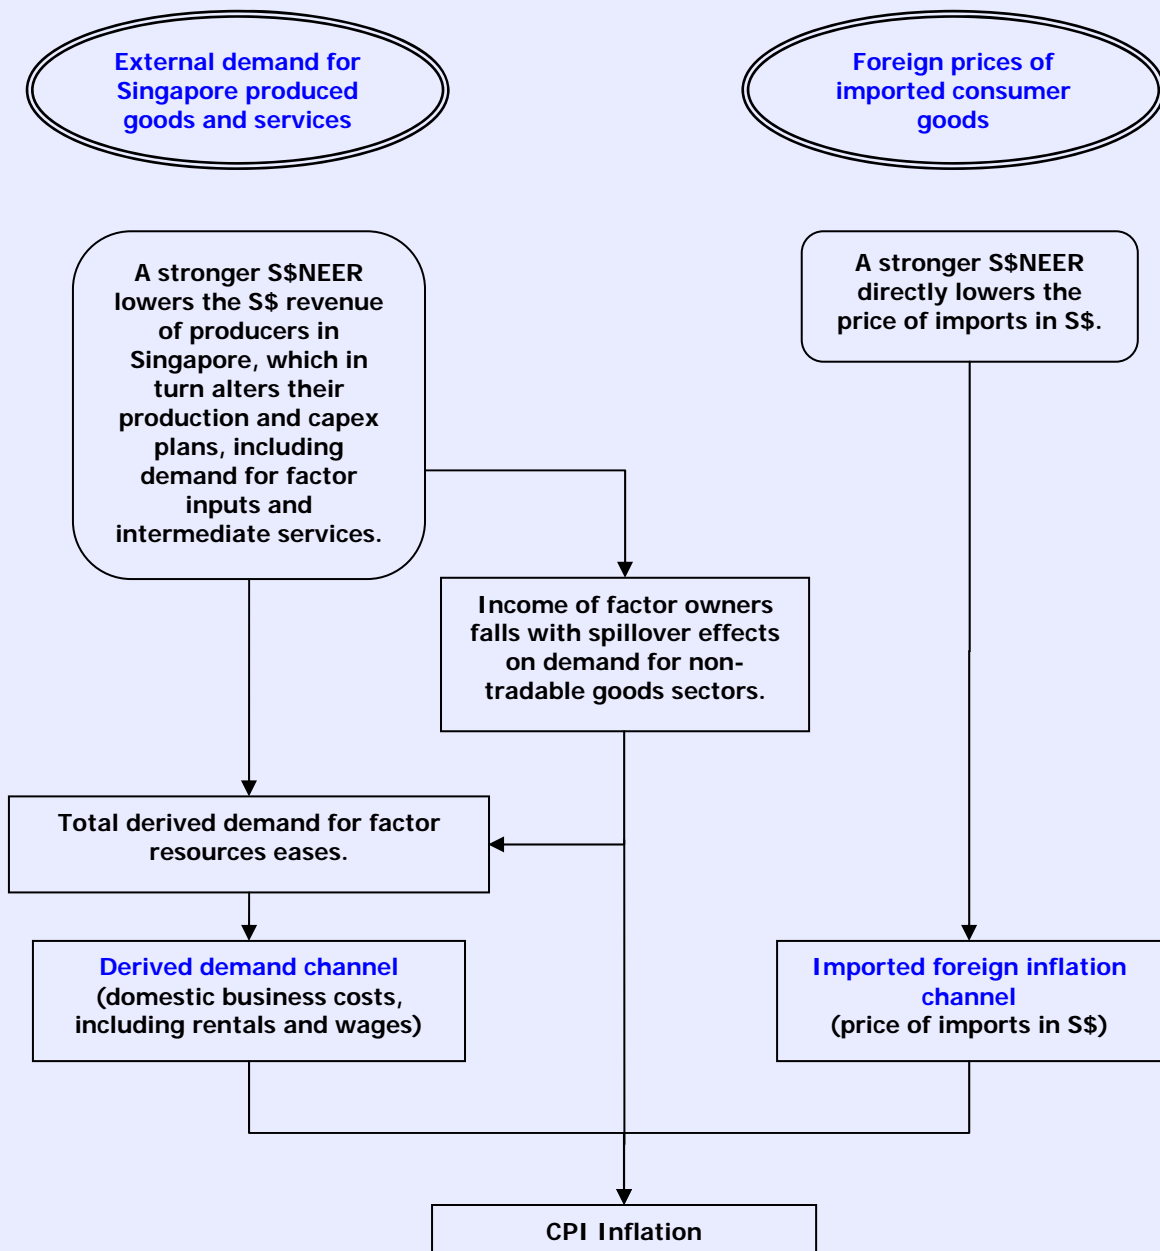 External demand for
Singapore produced
goods and services
Foreign prices of
imported consumer
goods
A stronger S$NEER
lowers the S$ revenue
of producers in
Singapore, which in
turn alters their
production and capex
plans, including
demand for factor
inputs and
intermediate services.
A stronger S$NEER
directly lowers the
price of imports in S$.
Income of factor owners
falls with spillover effects
on demand for non-
tradable goods sectors.
Total derived demand for factor
resources eases.
Derived demand channel
(domestic business costs,
including rentals and wages)
Imported foreign inflation
channel
(price of imports in S$)
CPI Inflation